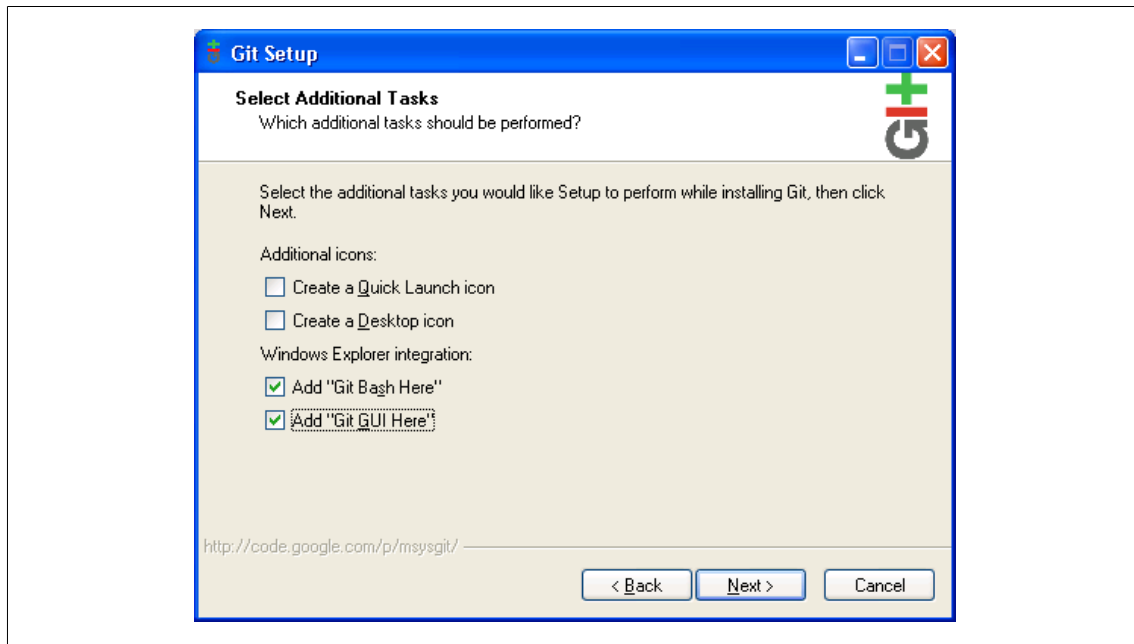 Git Setup
Select Additional Tasks
Which additional tasks should be performed?
GIt
Select the additional tasks you would like Setup to perform while installing Git, then click
Next.
Additional icons:
Create a Quick Launch icon
Create a Desktop icon
Windows Explorer integration:
Add "Git Bash Here"
Add "Git GUI Here"
http://code.google.com/p/msysgit/
< Back
Next >
Cancel